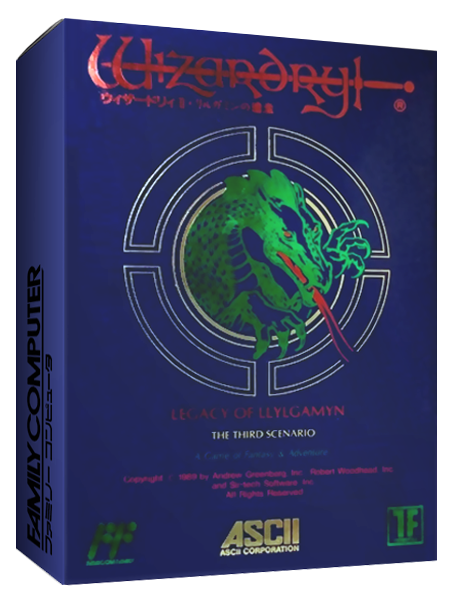 Wizardry
®
ウィザードリィⅡ・リルガミンの遺産
LEGACY OF LLYLGAMYN
THE THIRD SCENARIO
A Game of Fantasy & Adventure
Copyright © 1989 by Andrew Greenberg Inc. Robert Woodhead Inc.
and Sir-tech Software Inc.
All Rights Reserved
FAMILY COMPUTER
ASCII
ASCII CORPORATION
FAMILY COMPUTER
ファミリー コンピュータ